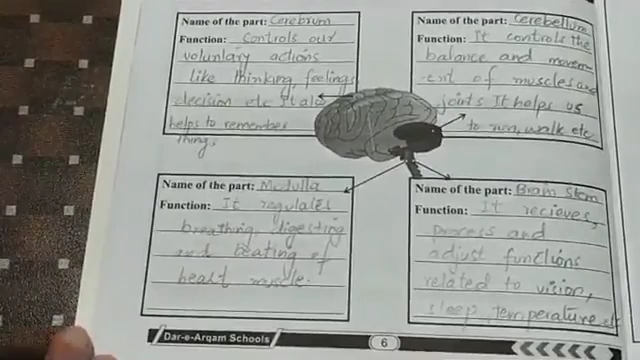 Name of the part: Cerebrum
Function: Controls our
voluntary actions
like thinking, feelings
decision etc It also
helps to remember
things
Name of the part: Cerebellum
Function: It controls the
balance and movem
ent of muscles and
joints It helps us
to run, walk etc
Name of the part: Medulla
Function: It regulates
breathing digesting
and beating of
heart muscle.
Name of the part: Brain Stem
Function: It recieves,
process and
adjust functions
related to vision,
sleep, temperature etc
Dar-e-Arqam Schools
6